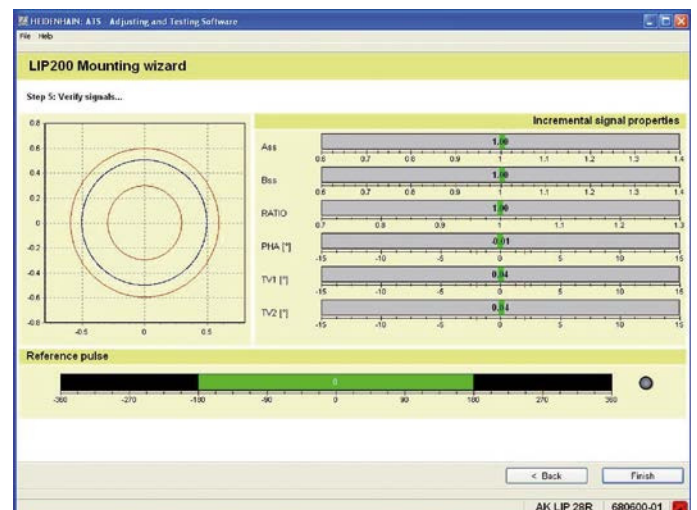 HEIDENHAIN: ATS - Adjusting and Testing Software
File Help
LIP200 Mounting wizard
Step 5: Verify signals...
Incremental signal properties
0.8
0.6
0.4
0.2
0
-0.2
-0.4
-0.6
-0.8
-0.5 0 0.5
Ass 1.00
0.6 0.7 0.8 0.9 1 1.1 1.2 1.3 1.4
Bss 1.00
0.6 0.7 0.8 0.9 1 1.1 1.2 1.3 1.4
RATIO 1.00
0.7 0.8 0.9 1 1.1 1.2 1.3
PHA [°] -0.01
-15 -10 -5 0 5 10 15
TV1 [°] 0.04
-15 -10 -5 0 5 10 15
TV2 [°] 0.04
-15 -10 -5 0 5 10 15
Reference pulse
0
-360 -270 -180 -90 0 90 180 270 360
< Back Finish
AK LIP 28R 680600-01